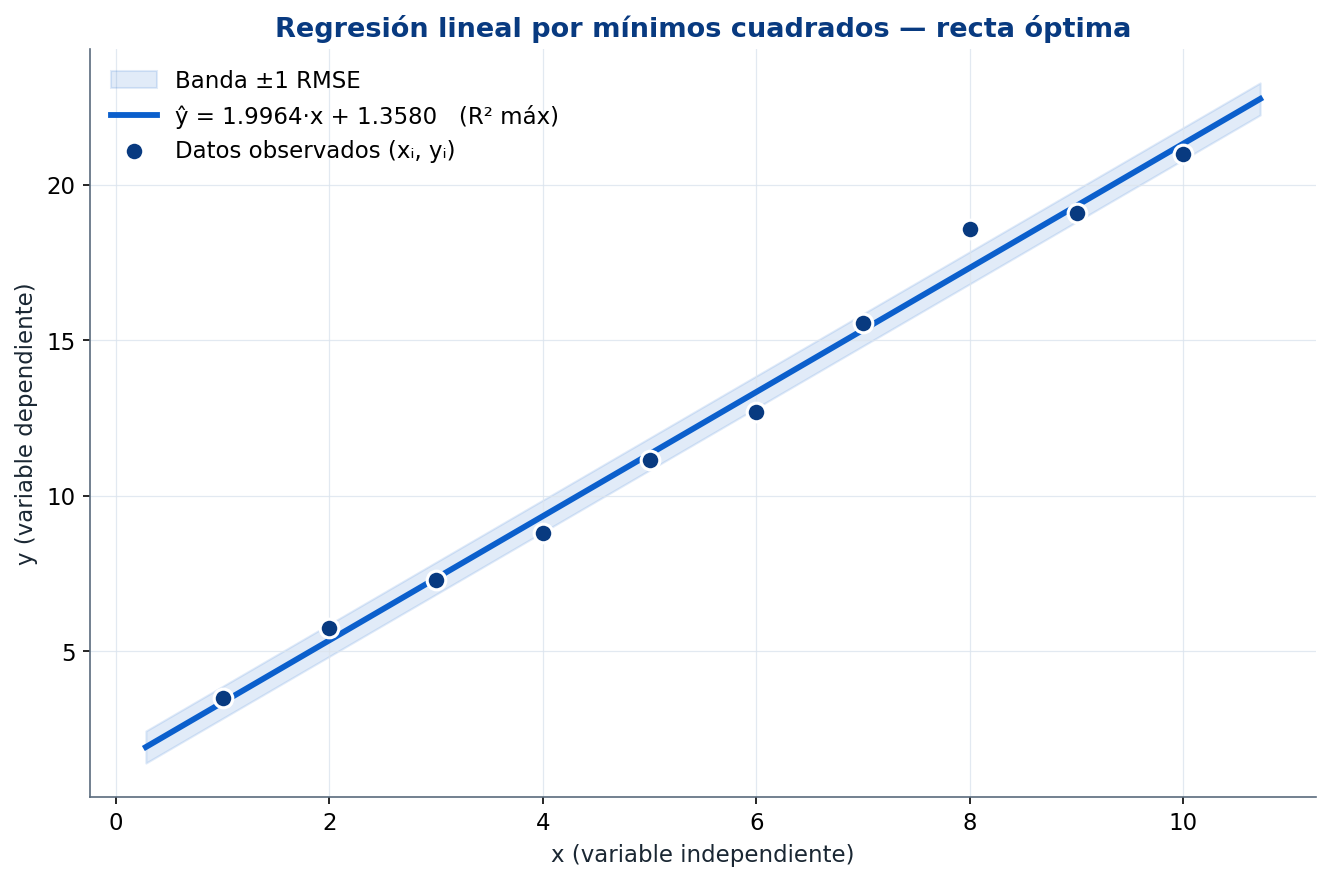 Regresión lineal por mínimos cuadrados — recta óptima
Banda ±1 RMSE
ŷ = 1.9964·x + 1.3580   (R² máx)
Datos observados (xᵢ, yᵢ)
20
15
10
5
y (variable dependiente)
0
2
4
6
8
10
x (variable independiente)